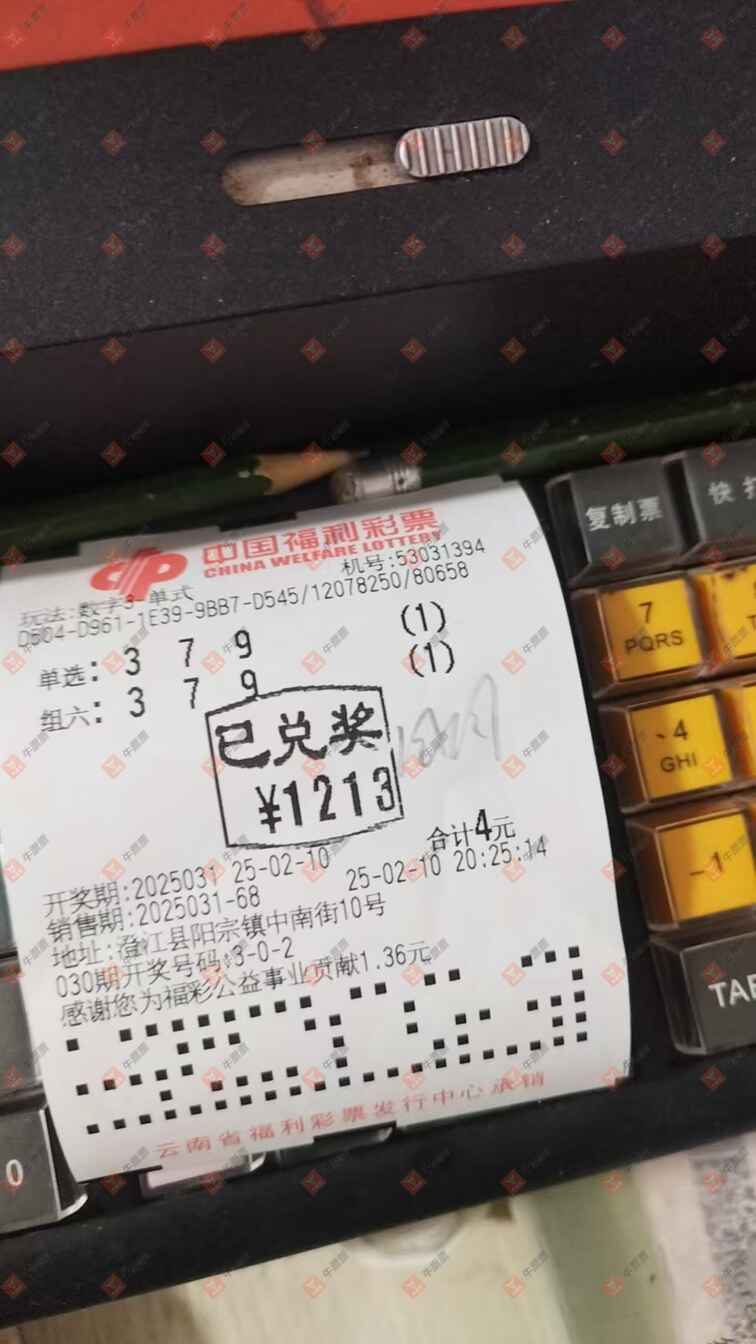 中国福利彩票
CHINA WELFARE LOTTERY
玩法:数字3-单式
机号:53031394
D504-D961-1E39-9BB7-D545/12078250/80658
单选: 3 7 9 (1)
组六: 3 7 9 (1)
已兑奖
¥1213
合计4元
开奖期:2025031 25-02-10
销售期:2025031-68 25-02-10 20:25:14
地址:澄江县阳宗镇中南街10号
030期开奖号码:3-0-2
感谢您为福彩公益事业贡献1.36元
云南省福利彩票发行中心承销
复制票
快打
7
PQRS
4
GHI
1
TAB
0